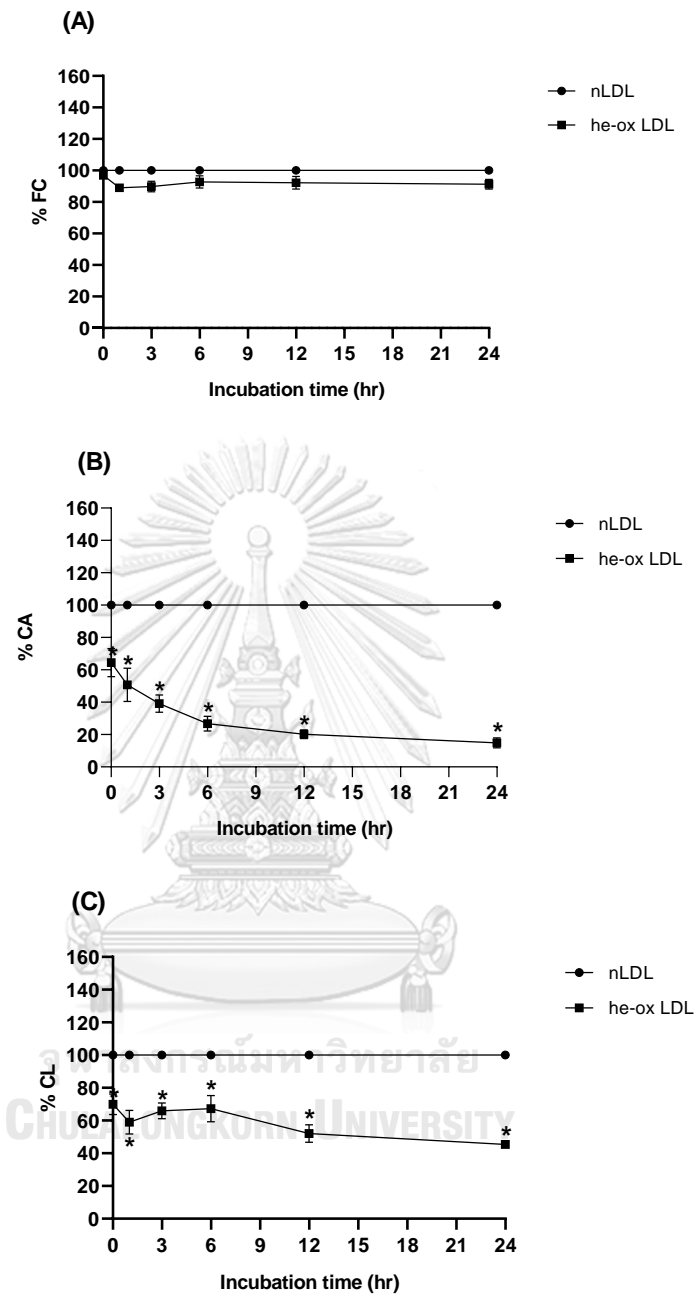 (A)
160
140
120
100
80
60
40
20
0
% FC
0 3 6 9 12 15 18 21 24
Incubation time (hr)
nLDL
he-ox LDL
(B)
160
140
120
100
80
60
40
20
0
% CA
* * * * * *
0 3 6 9 12 15 18 21 24
Incubation time (hr)
nLDL
he-ox LDL
(C)
160
140
120
100
80
60
40
20
0
% CL
* * * * * *
0 3 6 9 12 15 18 21 24
Incubation time (hr)
nLDL
he-ox LDL
จุฬาลงกรณ์มหาวิทยาลัย
CHULALONGKORN UNIVERSITY